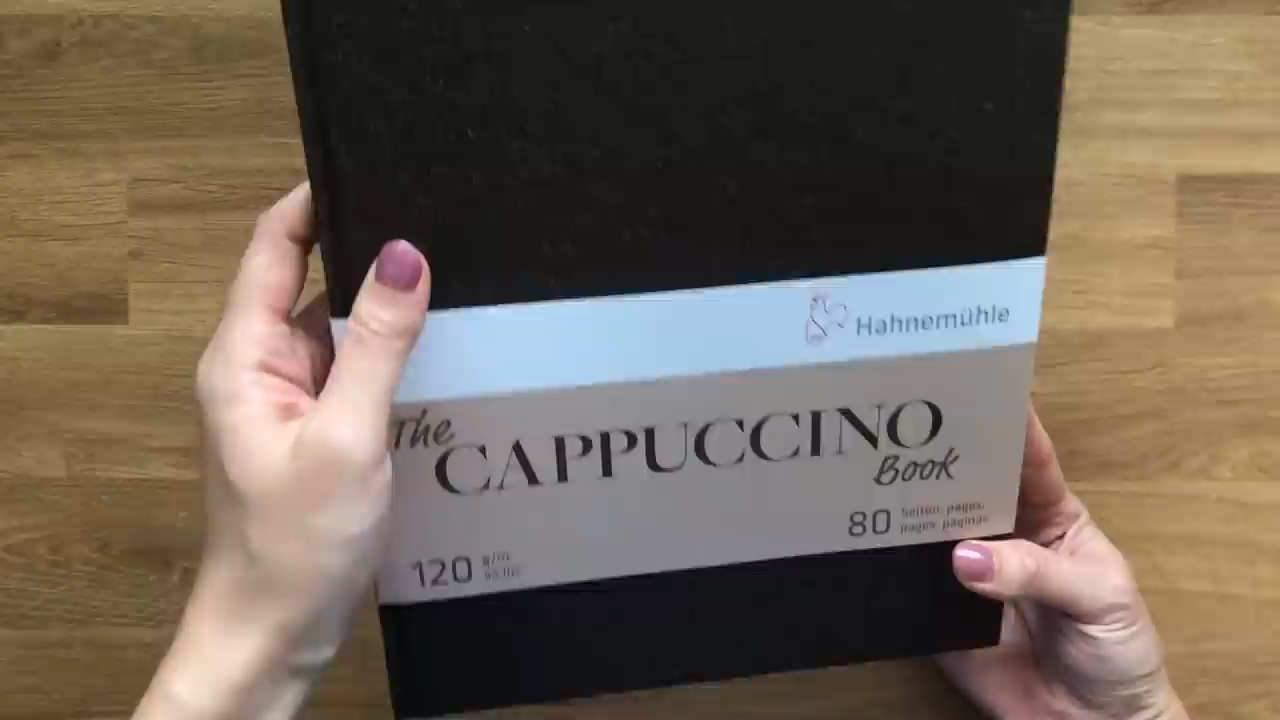 Hahnemühle
The
CAPPUCCINO
Book
80 Seiten, pages,
pages, páginas
120 g/m²